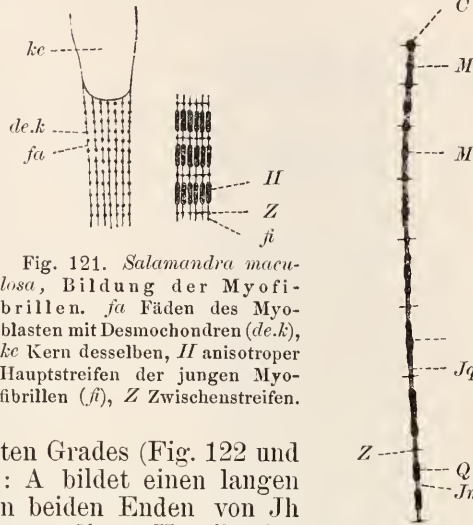 kc
de.k
fa
H
Z
fi
Fig. 121. Salamandra macu-
losa, Bildung der Myofi-
brillen. fa Fäden des Myo-
blasten mit Desmochondren (de.k),
kc Kern desselben, H anisotroper
Hauptstreifen der jungen Myo-
fibrillen (fi), Z Zwischenstreifen.
ten Grades (Fig. 122 und
: A bildet einen langen
n beiden Enden von Jh
C
M
M
Z
Q